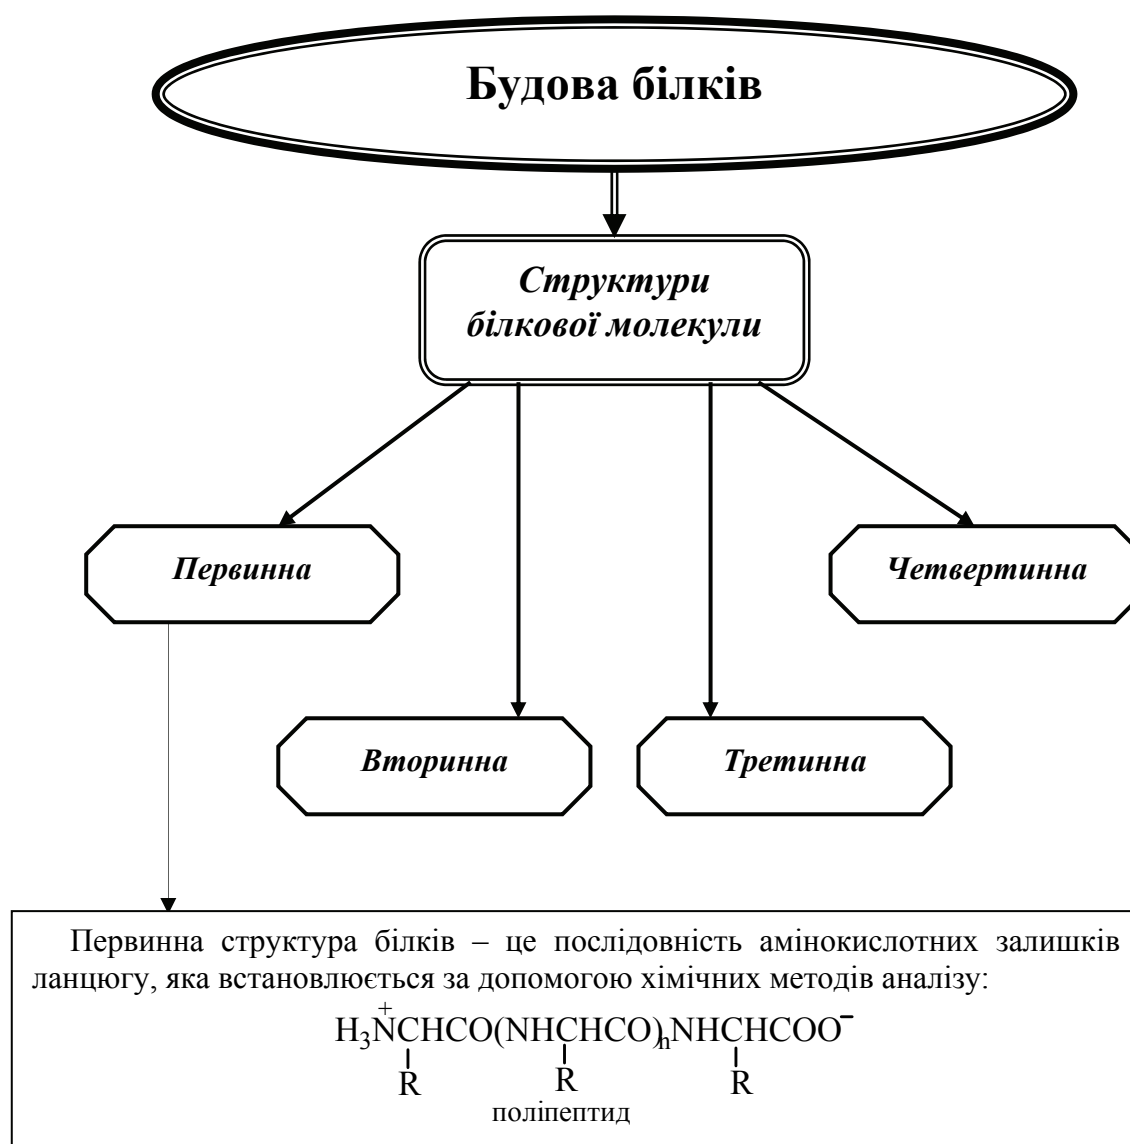 Будова білків
Структури
білкової молекули
Первинна
Четвертинна
Вторинна
Третинна
Первинна структура білків – це послідовність амінокислотних залишків
ланцюгу, яка встановлюється за допомогою хімічних методів аналізу:
H₃N⁺CHCO(NHCHCO)ₙNHCHCOO⁻
R R R
поліпептид